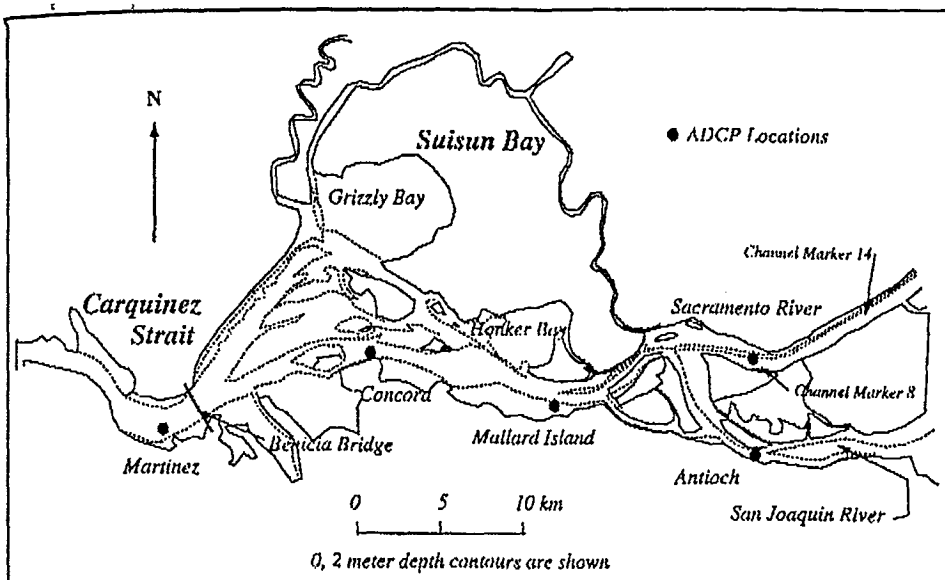 N
Suisun Bay
ADCP Locations
Grizzly Bay
Channel Marker 14
Carquinez
Strait
Sacramento River
Honker Bay
Concord
Channel Marker 8
Mallard Island
Benicia Bridge
Martinez
Antioch
San Joaquin River
0 5 10 km
0, 2 meter depth contours are shown